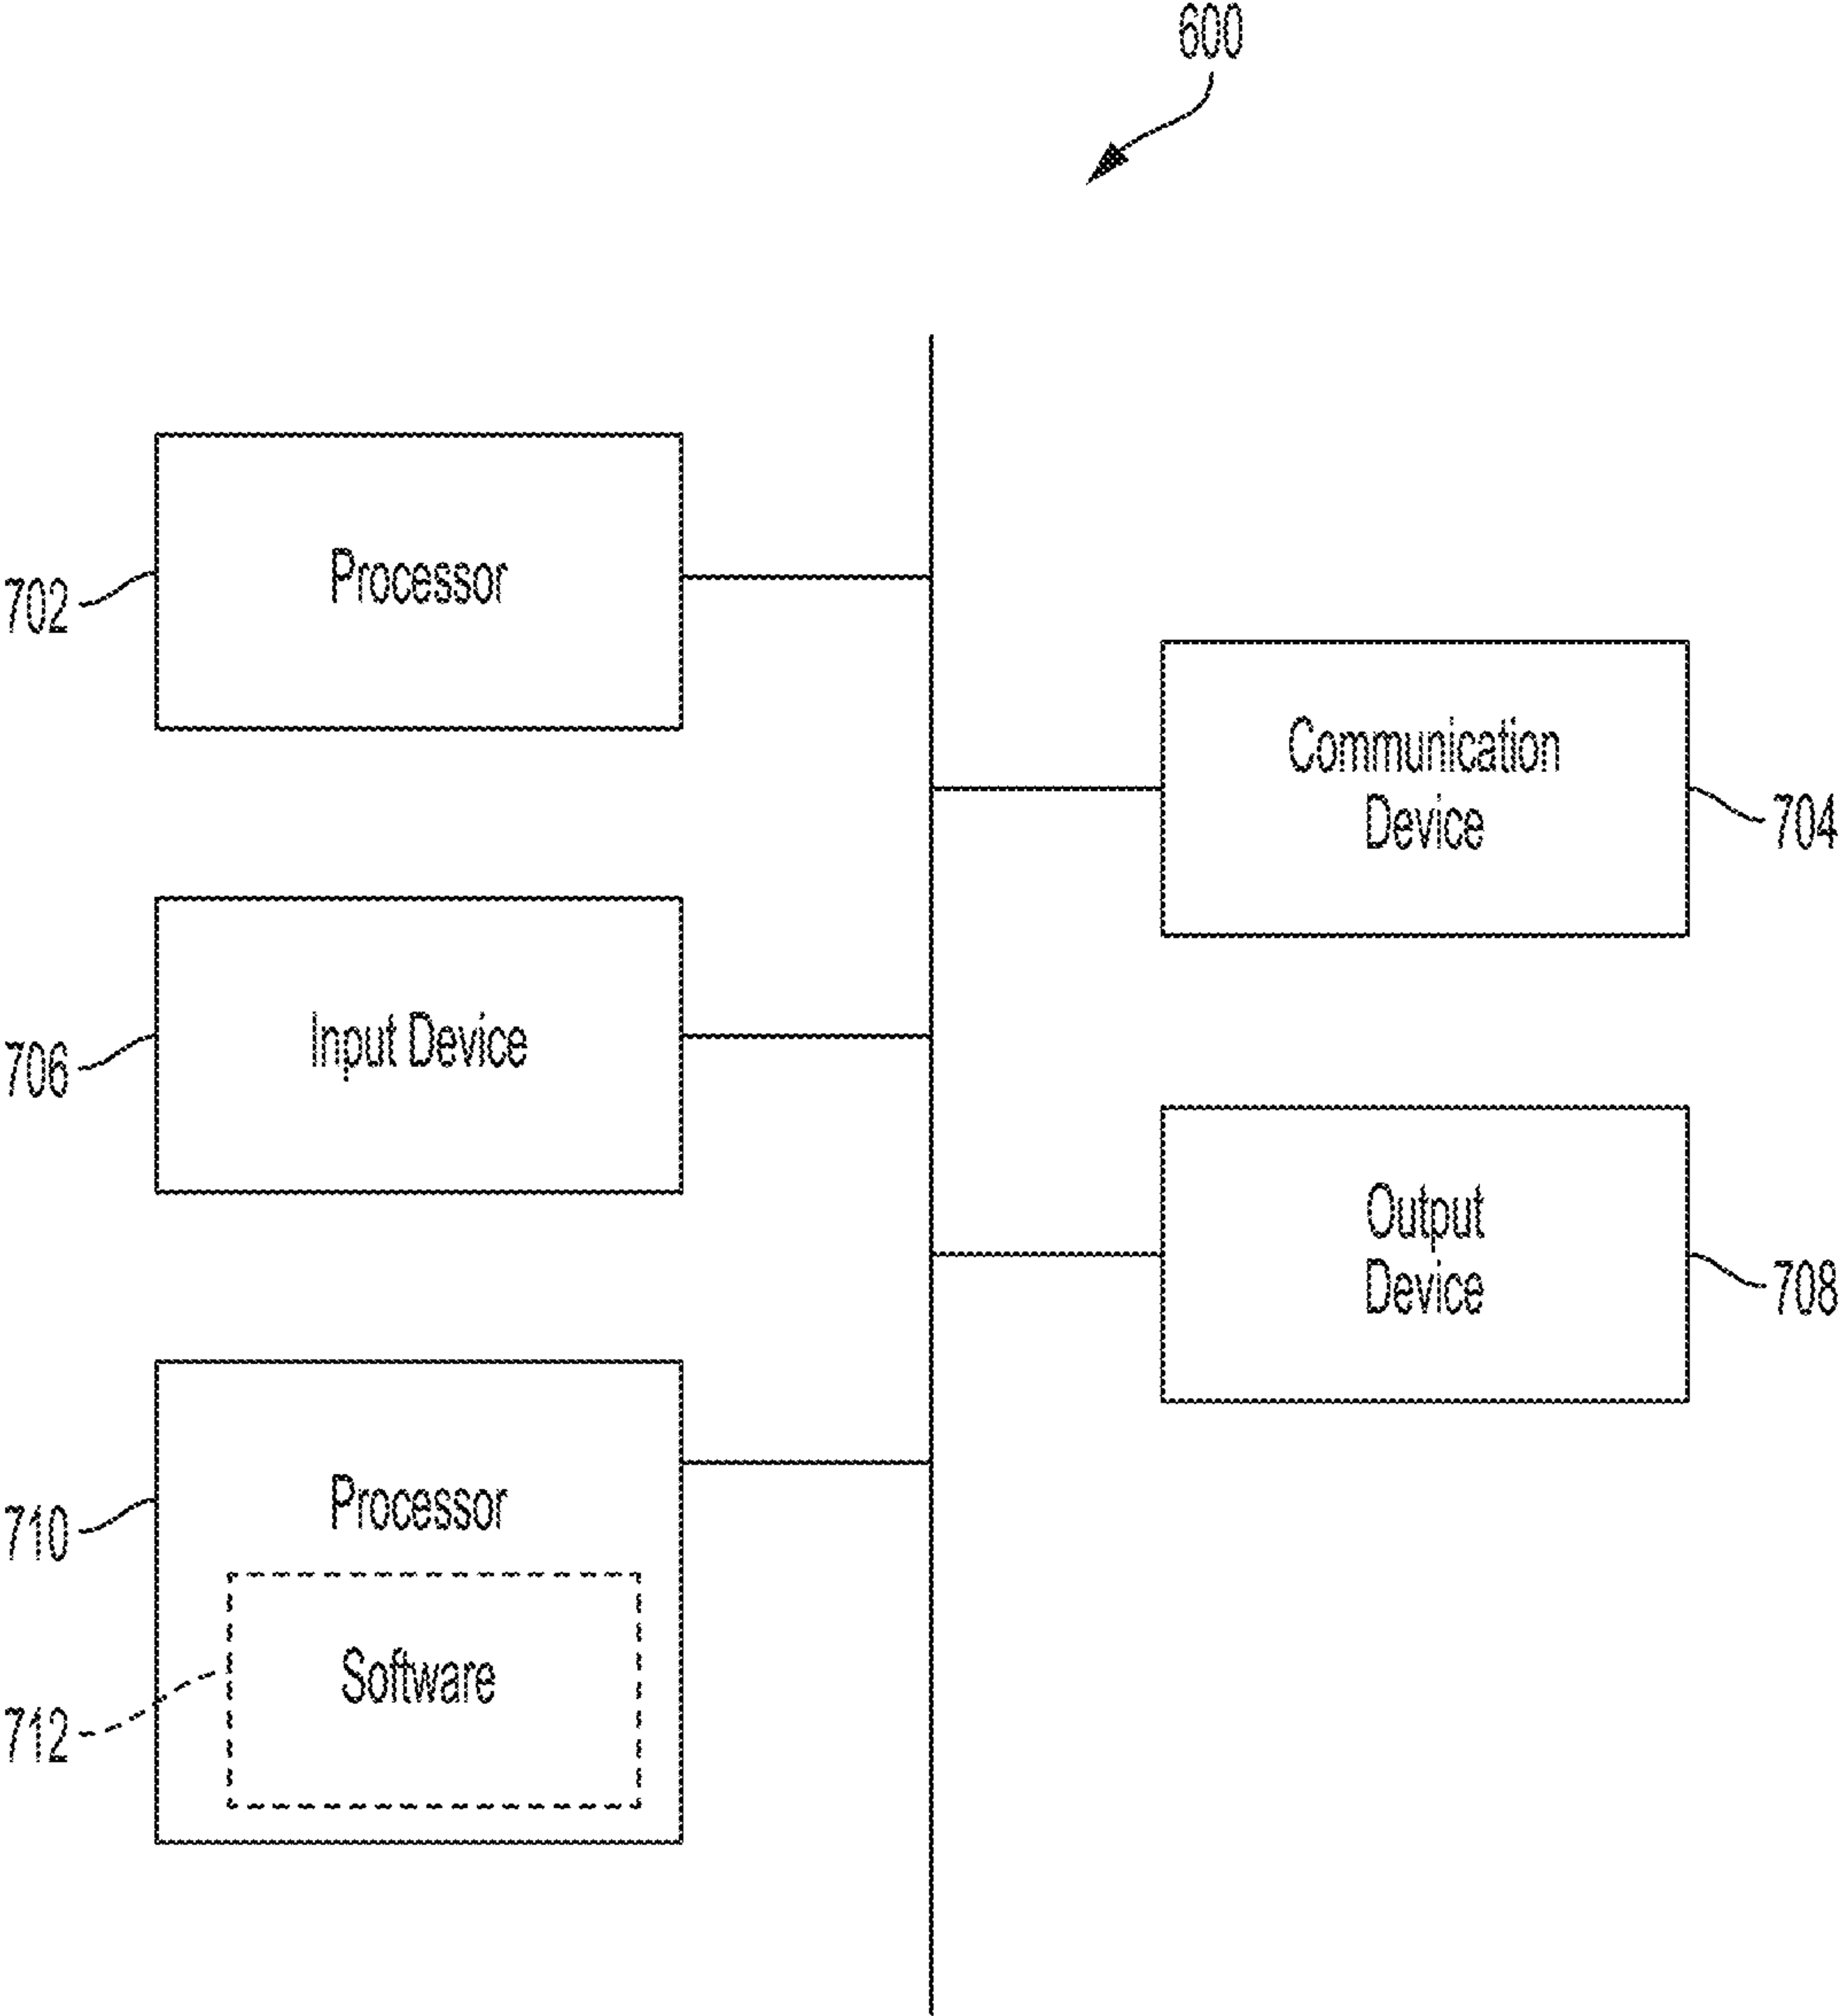 600
Processor
702
Communication
Device
704
Input Device
706
Output
Device
708
Processor
710
Software
712